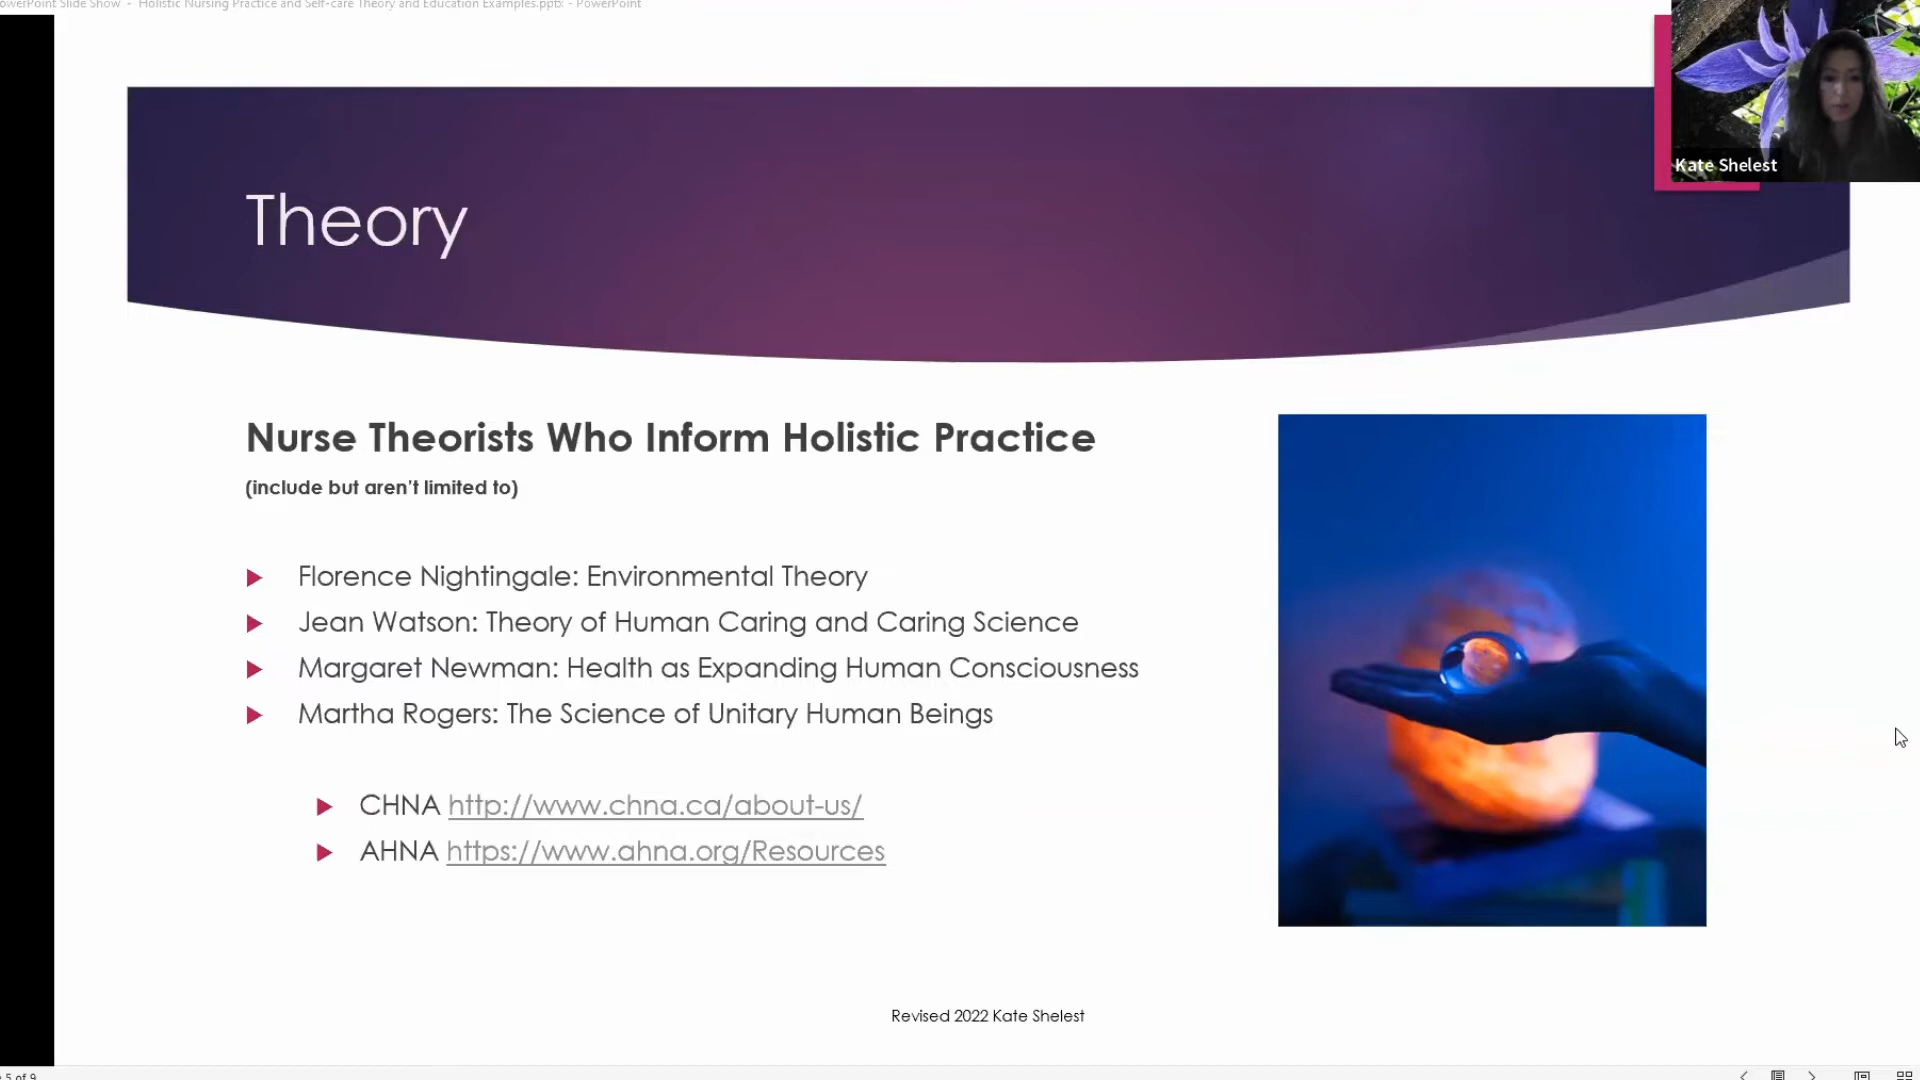 PowerPoint Slide Show - Holistic Nursing Practice and Self-care Theory and Education Examples.pptx - PowerPoint
Kate Shelest
Theory
Nurse Theorists Who Inform Holistic Practice
(include but aren't limited to)
Florence Nightingale: Environmental Theory
Jean Watson: Theory of Human Caring and Caring Science
Margaret Newman: Health as Expanding Human Consciousness
Martha Rogers: The Science of Unitary Human Beings
CHNA http://www.chna.ca/about-us/
AHNA https://www.ahna.org/Resources
Revised 2022 Kate Shelest
5 of 9